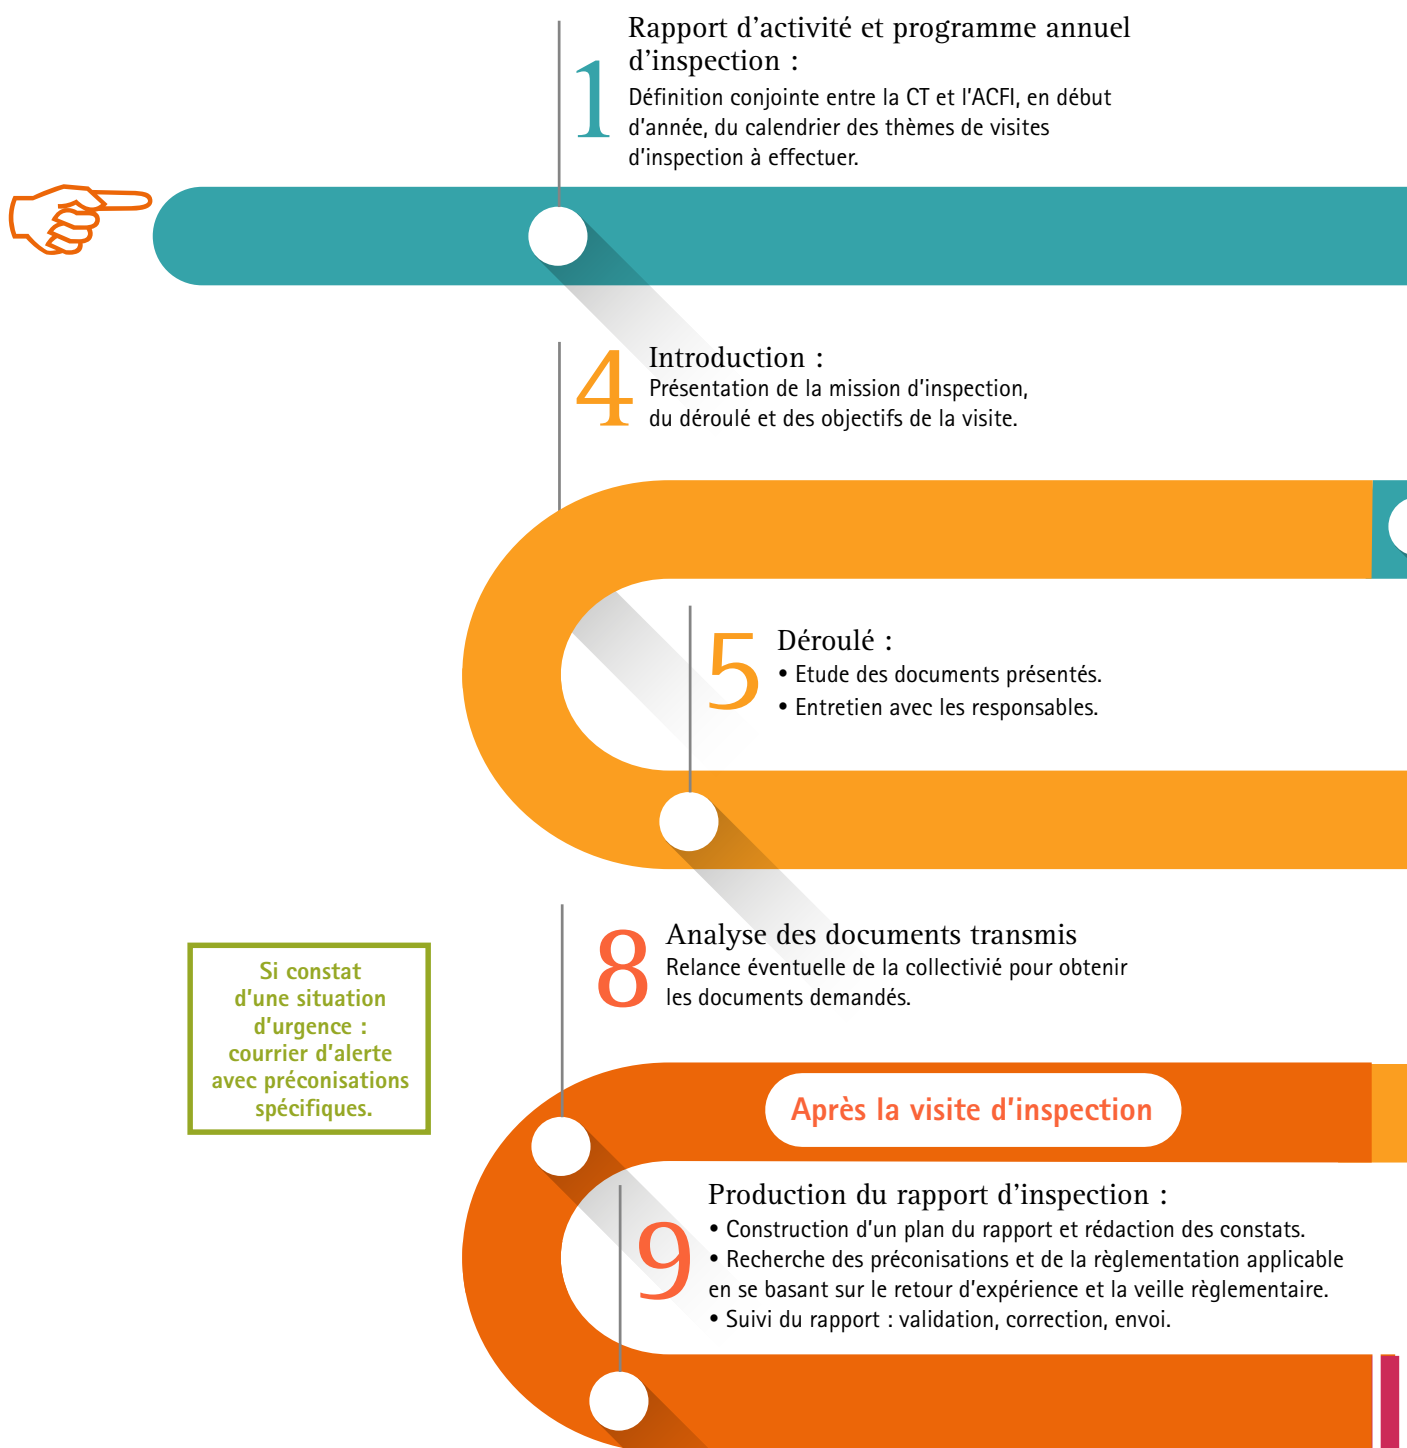 1
Rapport d’activité et programme annuel
d’inspection :
Définition conjointe entre la CT et l’ACFI, en début
d’année, du calendrier des thèmes de visites
d’inspection à effectuer.
4
Introduction :
Présentation de la mission d’inspection,
du déroulé et des objectifs de la visite.
5
Déroulé :
• Etude des documents présentés.
• Entretien avec les responsables.
8
Analyse des documents transmis
Relance éventuelle de la collectivié pour obtenir
les documents demandés.
Si constat
d’une situation
d’urgence :
courrier d’alerte
avec préconisations
spécifiques.
Après la visite d’inspection
9
Production du rapport d’inspection :
• Construction d’un plan du rapport et rédaction des constats.
• Recherche des préconisations et de la règlementation applicable
en se basant sur le retour d’expérience et la veille règlementaire.
• Suivi du rapport : validation, correction, envoi.